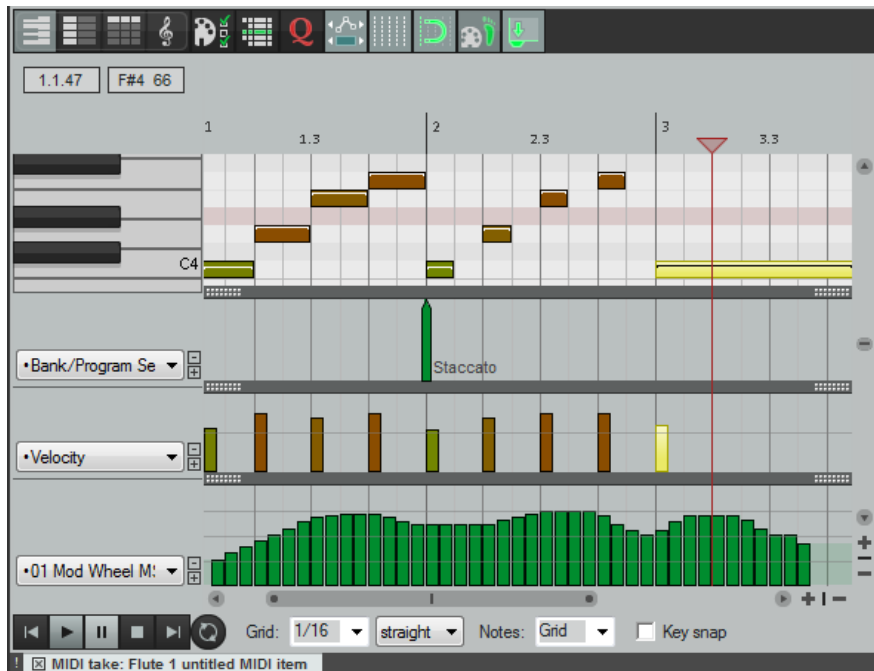 Q
1.1.47 F#4 66
1 1.3 2 2.3 3 3.3
C4
•Bank/Program Se
Staccato
•Velocity
•01 Mod Wheel M:
Grid: 1/16 straight Notes: Grid Key snap
! MIDI take: Flute 1 untitled MIDI item